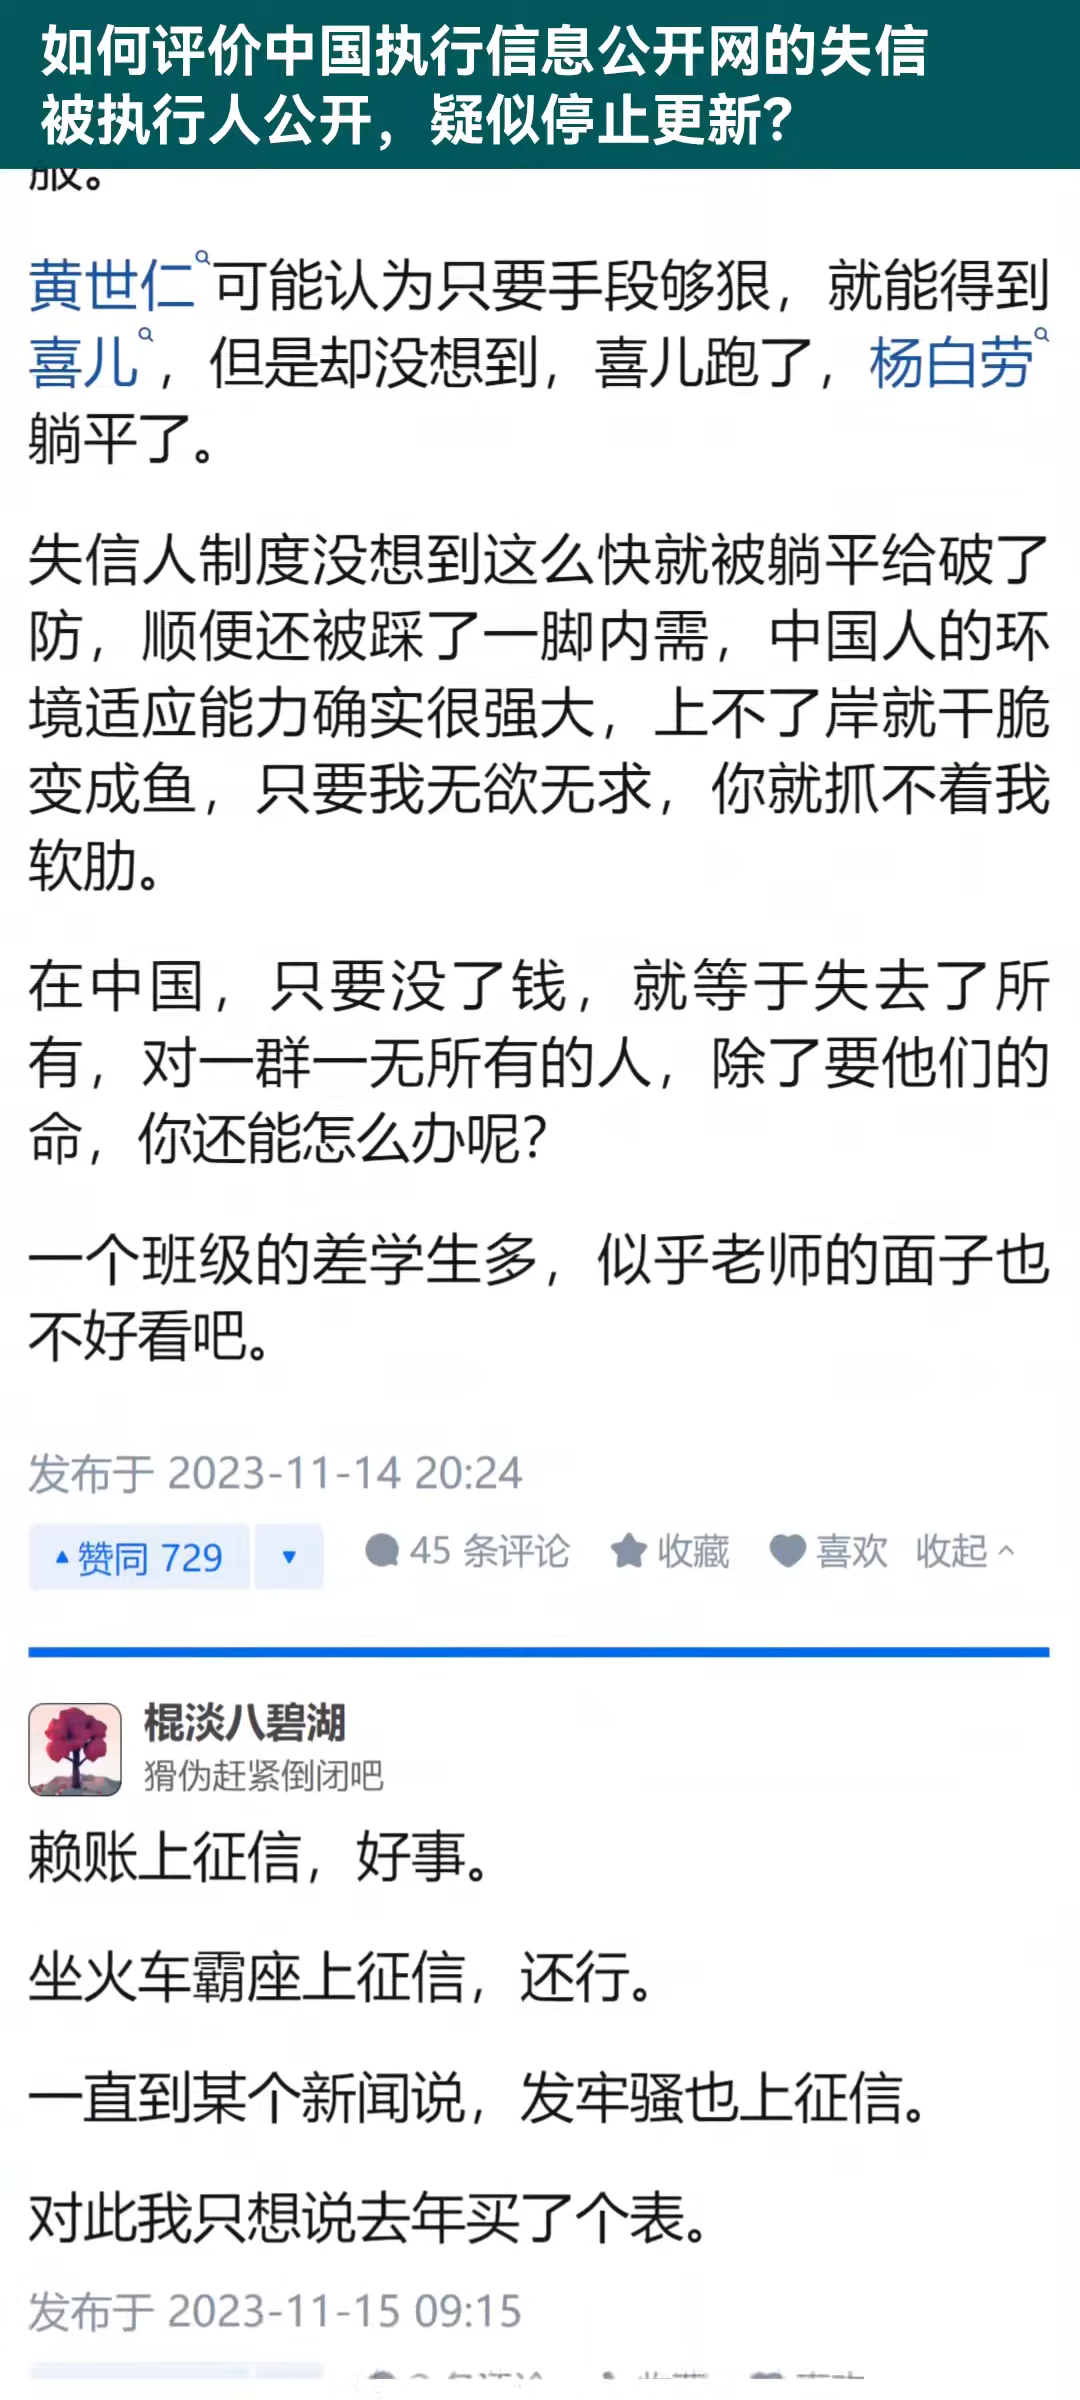 如何评价中国执行信息公开网的失信
被执行人公开，疑似停止更新？
服。
黄世仁可能认为只要手段够狠，就能得到
喜儿，但是却没想到，喜儿跑了，杨白劳
躺平了。
失信人制度没想到这么快就被躺平给破了
防，顺便还被踩了一脚内需，中国人的环
境适应能力确实很强大，上不了岸就干脆
变成鱼，只要我无欲无求，你就抓不着我
软肋。
在中国，只要没了钱，就等于失去了所
有，对一群一无所有的人，除了要他们的
命，你还能怎么办呢？
一个班级的差学生多，似乎老师的面子也
不好看吧。
发布于 2023-11-14 20:24
赞同 729 45 条评论 收藏 喜欢 收起
棍淡八碧湖
猾伪赶紧倒闭吧
赖账上征信，好事。
坐火车霸座上征信，还行。
一直到某个新闻说，发牢骚也上征信。
对此我只想说去年买了个表。
发布于 2023-11-15 09:15